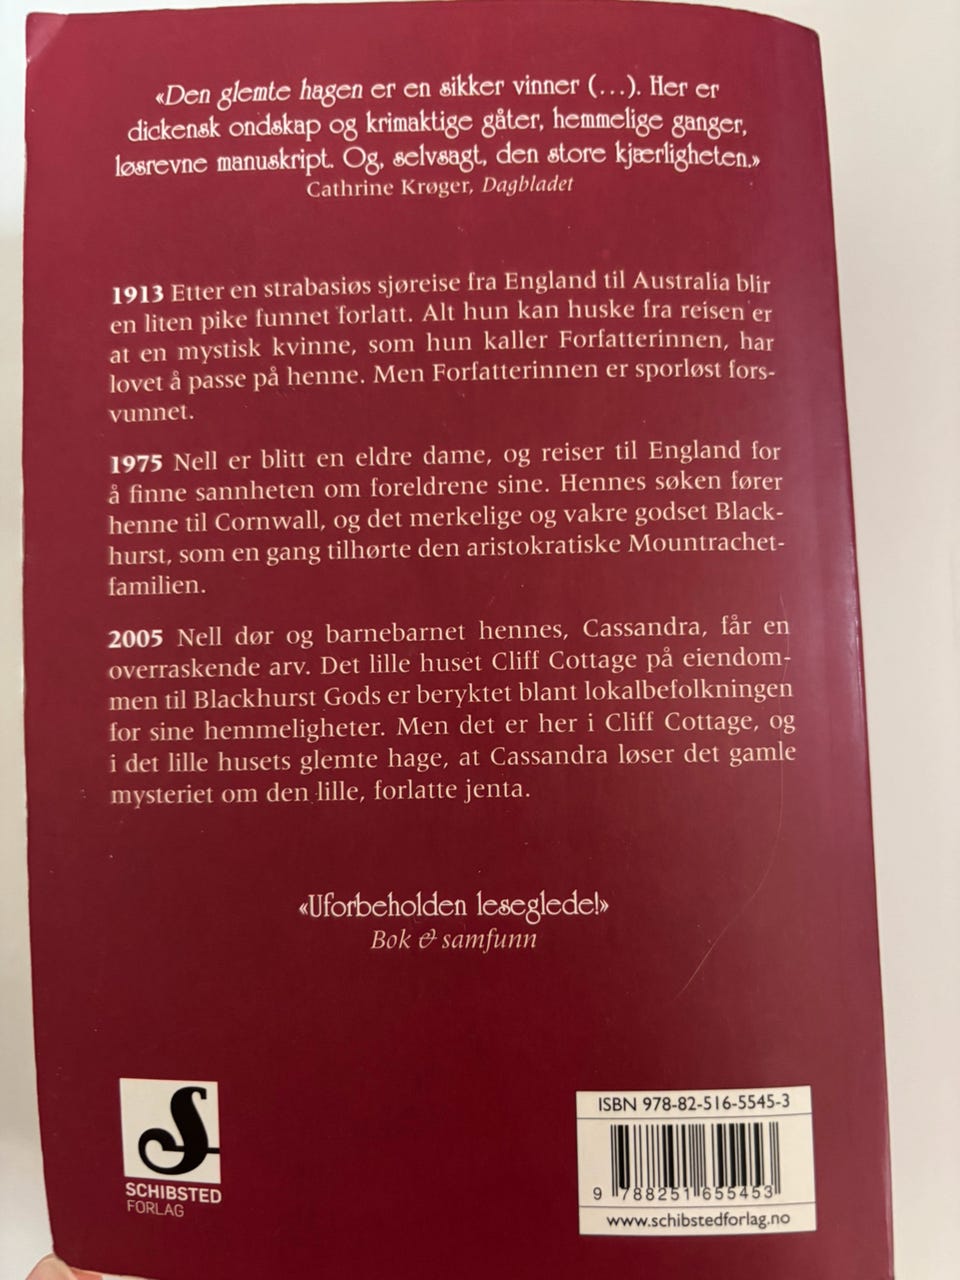 «Den glemte hagen er en sikker vinner (...). Her er
dickensk ondskap og krimaktige gåter, hemmelige ganger,
løsrevne manuskript. Og, selvsagt, den store kjærligheten.»
Cathrine Krøger, Dagbladet
1913 Etter en strabasiøs sjøreise fra England til Australia blir
en liten pike funnet forlatt. Alt hun kan huske fra reisen er
at en mystisk kvinne, som hun kaller Forfatterinnen, har
lovet å passe på henne. Men Forfatterinnen er sporløst fors-
vunnet.
1975 Nell er blitt en eldre dame, og reiser til England for
å finne sannheten om foreldrene sine. Hennes søken fører
henne til Cornwall, og det merkelige og vakre godset Black-
hurst, som en gang tilhørte den aristokratiske Mountrachet-
familien.
2005 Nell dør og barnebarnet hennes, Cassandra, får en
overraskende arv. Det lille huset Cliff Cottage på eiendom-
men til Blackhurst Gods er beryktet blant lokalbefolkningen
for sine hemmeligheter. Men det er her i Cliff Cottage, og
i det lille husets glemte hage, at Cassandra løser det gamle
mysteriet om den lille, forlatte jenta.
«Uforbeholden leseglede!»
Bok & samfunn
SCHIBSTED
FORLAG
ISBN 978-82-516-5545-3
9 788251 655453
www.schibstedforlag.no